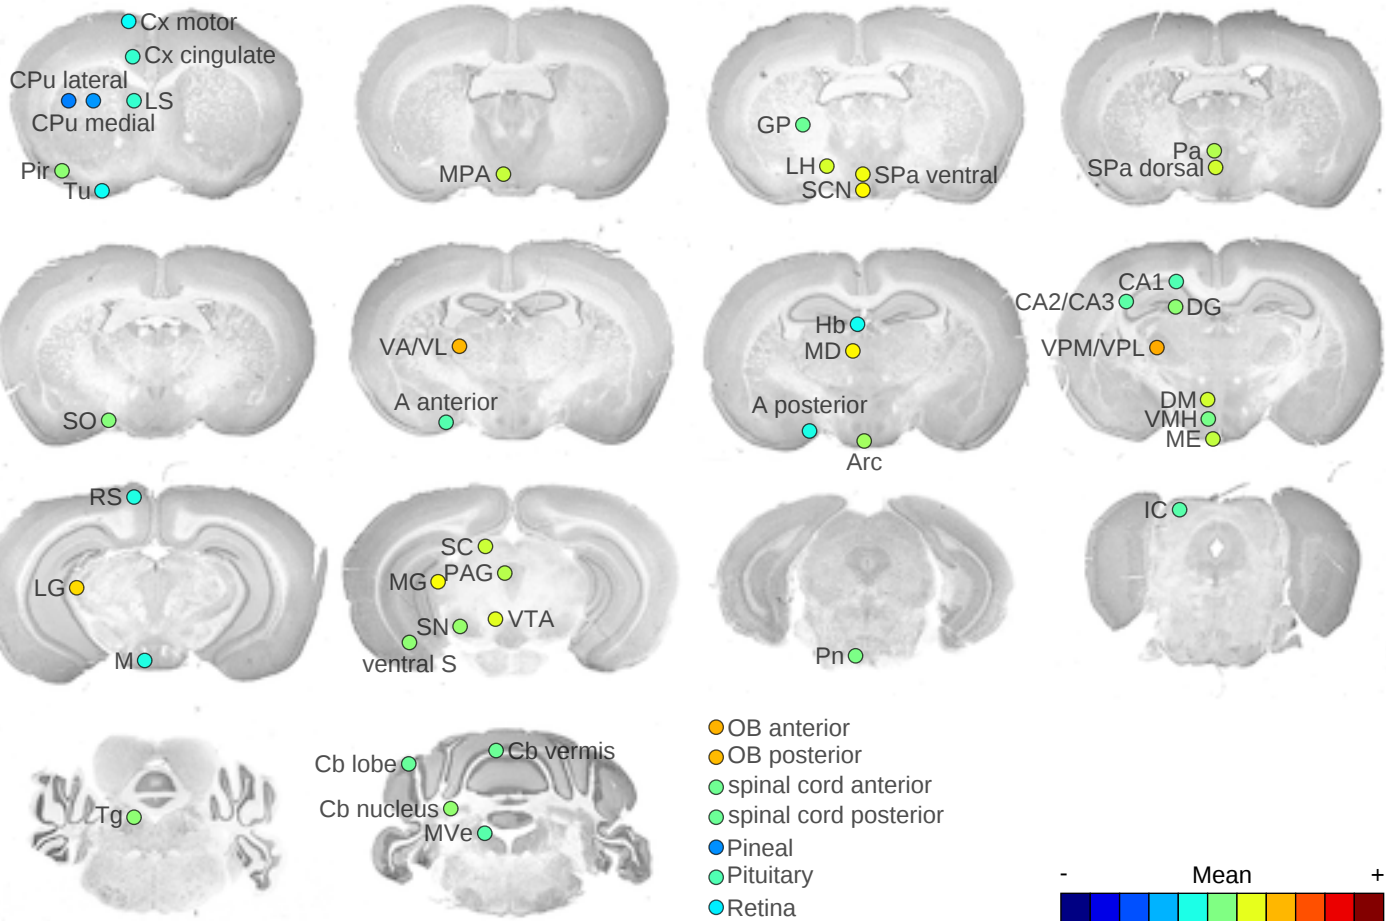 Cx motor
Cx cingulate
CPu lateral
LS
CPu medial
Pir
Tu
MPA
GP
LH
SPa ventral
SCN
Pa
SPa dorsal
SO
VA/VL
A anterior
Hb
MD
A posterior
Arc
CA1
CA2/CA3
DG
VPM/VPL
DM
VMH
ME
RS
LG
M
SC
PAG
MG
VTA
SN
ventral S
Pn
IC
Tg
Cb vermis
Cb lobe
Cb nucleus
MVe
OB anterior
OB posterior
spinal cord anterior
spinal cord posterior
Pineal
Pituitary
Retina
- Mean +